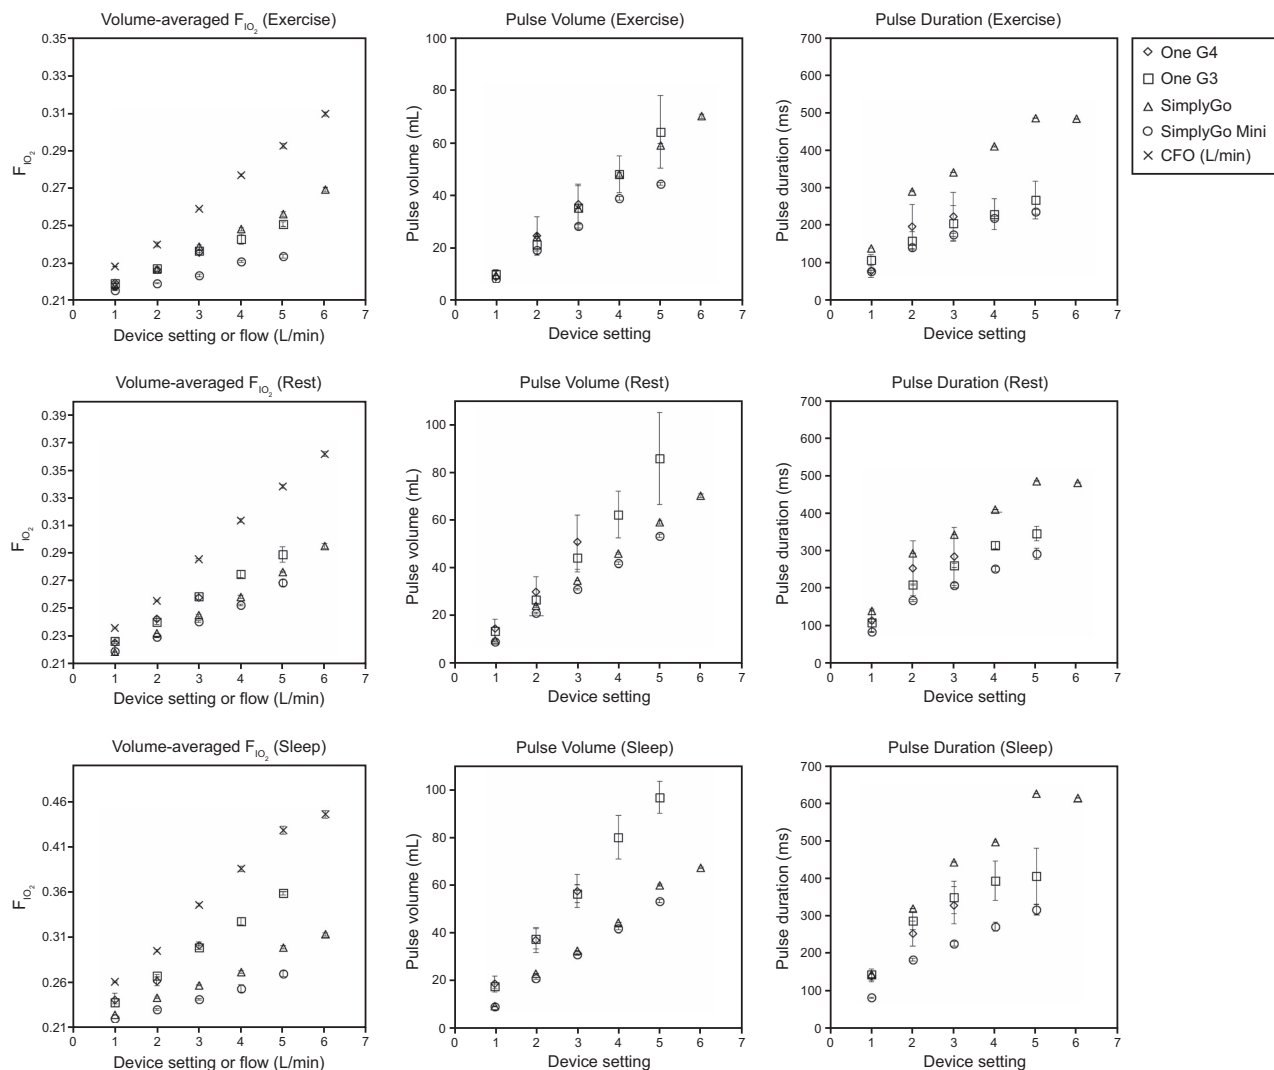 Volume-averaged FIO2 (Exercise)
0.35
0.31
0.27
0.25
0.23
0.21
FIO2
0 1 2 3 4 5 6 7
Device setting or flow (L/min)
Pulse Volume (Exercise)
100
80
60
40
20
0
Pulse volume (mL)
0 1 2 3 4 5 6 7
Device setting
Pulse Duration (Exercise)
700
600
500
400
300
200
100
0
Pulse duration (ms)
0 1 2 3 4 5 6 7
Device setting
One G4
One G3
SimplyGo
SimplyGo Mini
CFO (L/min)
Volume-averaged FIO2 (Rest)
0.39
0.37
0.35
0.33
0.31
0.29
0.27
0.25
0.23
0.21
FIO2
0 1 2 3 4 5 6 7
Device setting or flow (L/min)
Pulse Volume (Rest)
100
80
60
40
20
0
Pulse volume (mL)
0 1 2 3 4 5 6 7
Device setting
Pulse Duration (Rest)
700
600
500
400
300
200
100
0
Pulse duration (ms)
0 1 2 3 4 5 6 7
Device setting
Volume-averaged FIO2 (Sleep)
0.46
0.41
0.36
0.31
0.26
0.21
FIO2
0 1 2 3 4 5 6 7
Device setting or flow (L/min)
Pulse Volume (Sleep)
100
80
60
40
20
0
Pulse volume (mL)
0 1 2 3 4 5 6 7
Device setting
Pulse Duration (Sleep)
700
600
500
400
300
200
100
0
Pulse duration (ms)
0 1 2 3 4 5 6 7
Device setting